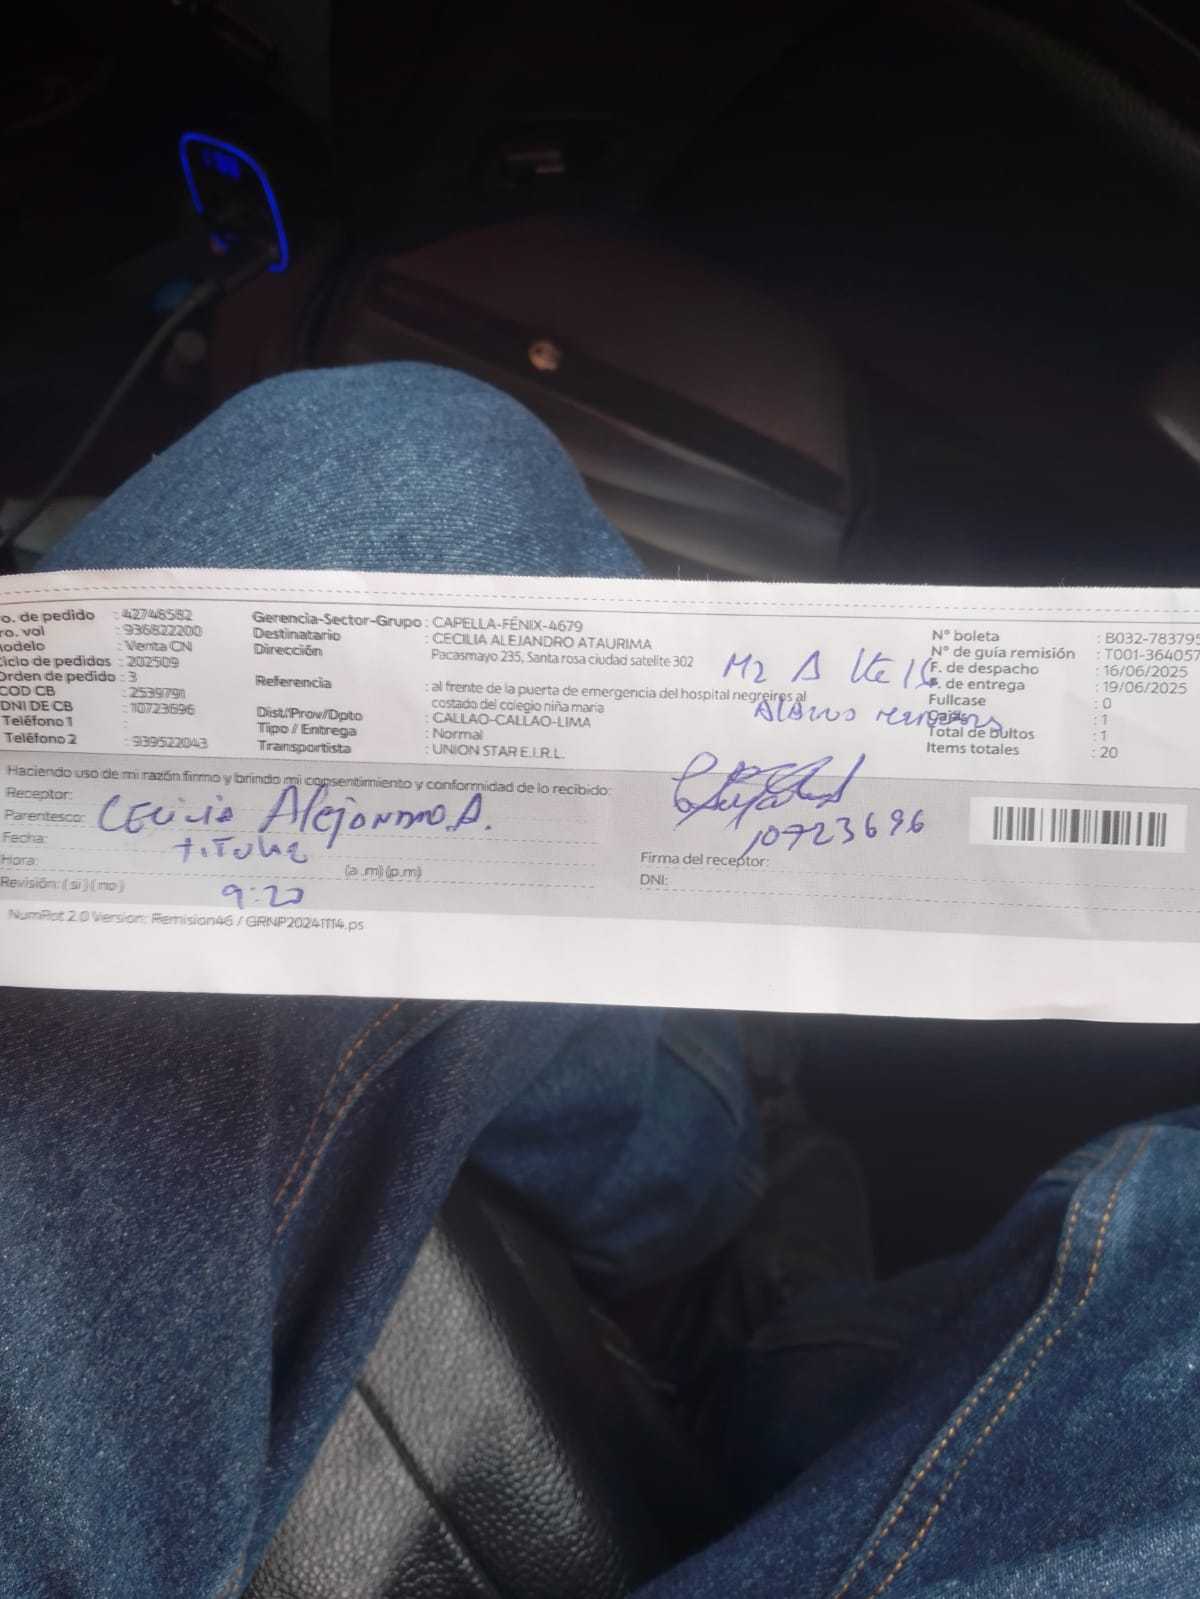 ro. de pedido : 42748582
ro. vol : 936822200
odelo : Venta CN
Ciclo de pedidos : 202509
Orden de pedido : 3
COD CB : 2539791
DNI DE CB : 10723696
Teléfono 1 :
Teléfono 2 : 939522043
Gerencia-Sector-Grupo : CAPELLA-FÉNIX-4679
Destinatario : CECILIA ALEJANDRO ATAURIMA
Dirección : Pacasmayo 235, Santa rosa ciudad satelite 302
Referencia : al frente de la puerta de emergencia del hospital negreiros al
costado del colegio niña maria
Dist/Prov/Dpto : CALLAO-CALLAO-LIMA
Tipo / Entrega : Normal
Transportista : UNION STAR E.I.R.L.
Mz A
N° boleta : B032-783795
N° de guía remisión : T001-364057
F. de despacho : 16/06/2025
F. de entrega : 19/06/2025
Fullcase : 0
Cajas : 1
Total de bultos : 1
Items totales : 20
Haciendo uso de mi razón firmo y brindo mi consentimiento y conformidad de lo recibido:
Receptor: Cecilia Alejandro A.
Parentesco: titular
Fecha:
Hora: 9:20 (a .m) (p.m)
Revisión: ( si ) ( no )
10723696
Firma del receptor:
DNI:
NumRot 2.0 Version: Remision46 / GRNP20241114.ps